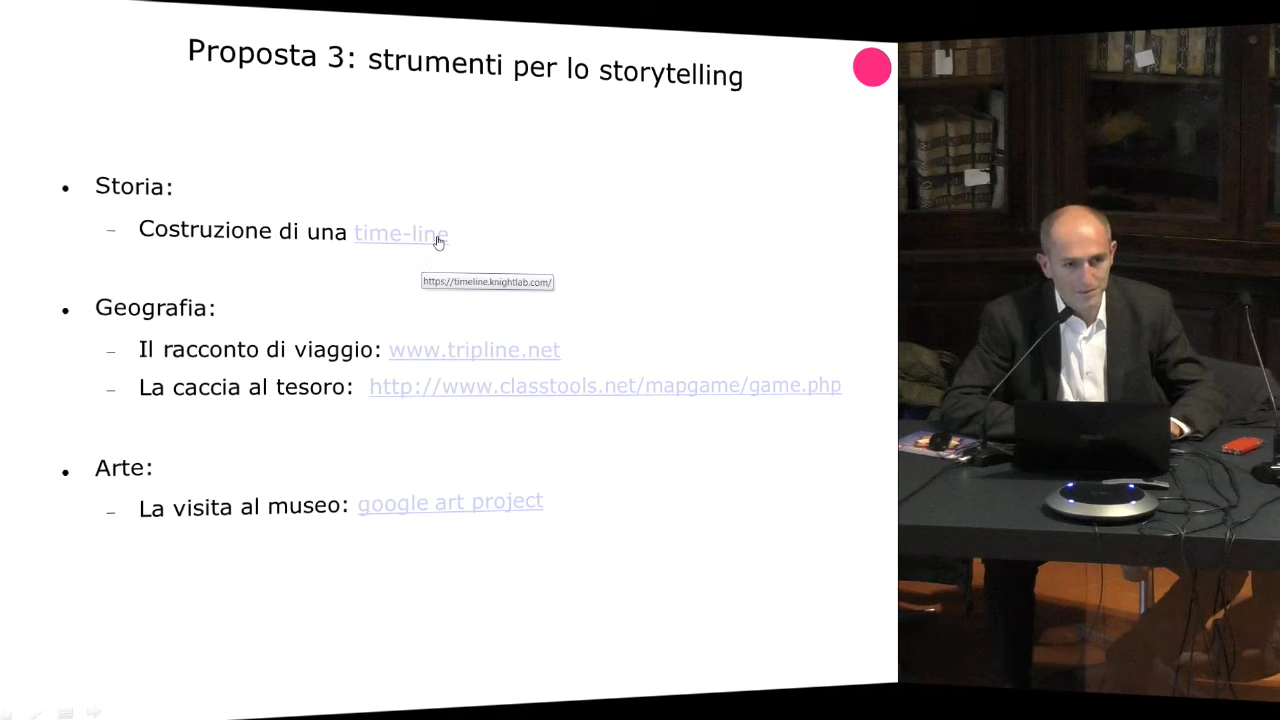 Proposta 3: strumenti per lo storytelling
• Storia:
– Costruzione di una time-line
https://timeline.knightlab.com/
• Geografia:
– Il racconto di viaggio: www.tripline.net
– La caccia al tesoro: http://www.classtools.net/mapgame/game.php
• Arte:
– La visita al museo: google art project